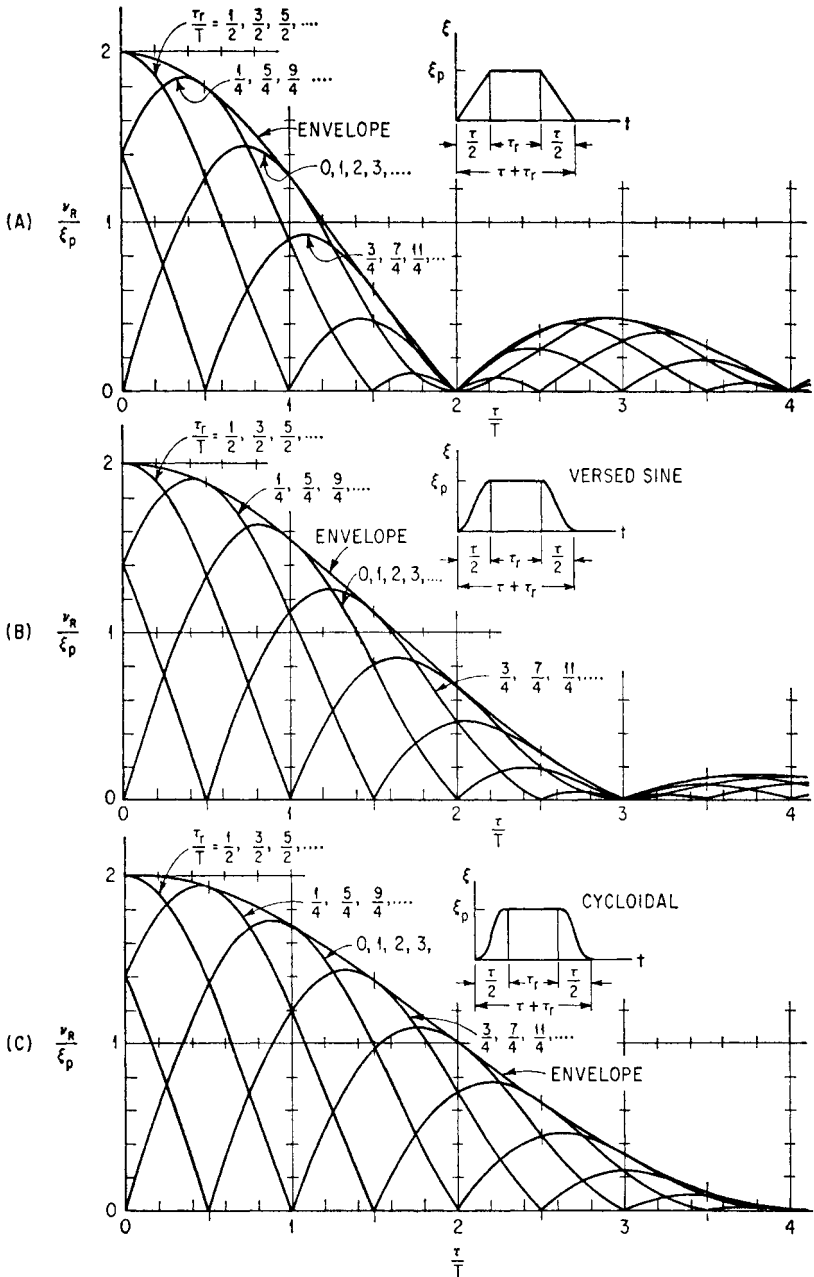 τr/T = 1/2, 3/2, 5/2, ....
2
1/4, 5/4, 9/4 ....
ENVELOPE
0, 1, 2, 3, ....
ξ
ξp
t
τ/2 τr τ/2
τ + τr
(A) νR/ξp
1
3/4, 7/4, 11/4, ...
0
0 1 2 3 4
τ/T
τr/T = 1/2, 3/2, 5/2, ....
2
1/4, 5/4, 9/4, ....
ENVELOPE
0, 1, 2, 3, ....
ξ
ξp
VERSED SINE
t
τ/2 τr τ/2
τ + τr
(B) νR/ξp
1
3/4, 7/4, 11/4, ....
0
0 1 2 3 4
τ/T
τr/T = 1/2, 3/2, 5/2, ....
2
1/4, 5/4, 9/4, ....
0, 1, 2, 3,
ξ
ξp
CYCLOIDAL
t
τ/2 τr τ/2
τ + τr
(C) νR/ξp
1
3/4, 7/4, 11/4, ....
ENVELOPE
0
0 1 2 3 4
τ/T